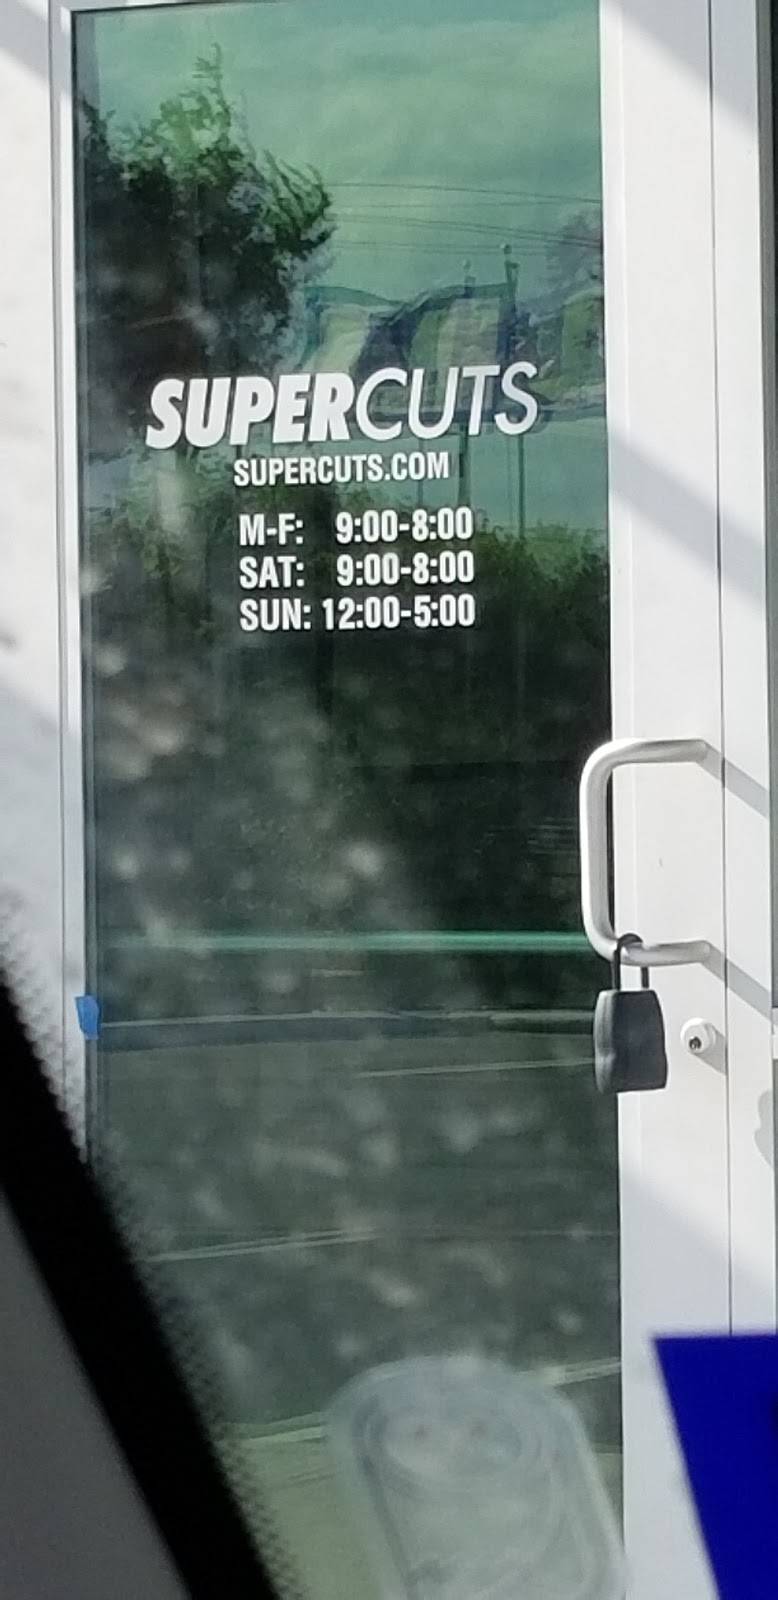 SUPERCUTS
SUPERCUTS.COM
M-F: 9:00-8:00
SAT: 9:00-8:00
SUN: 12:00-5:00